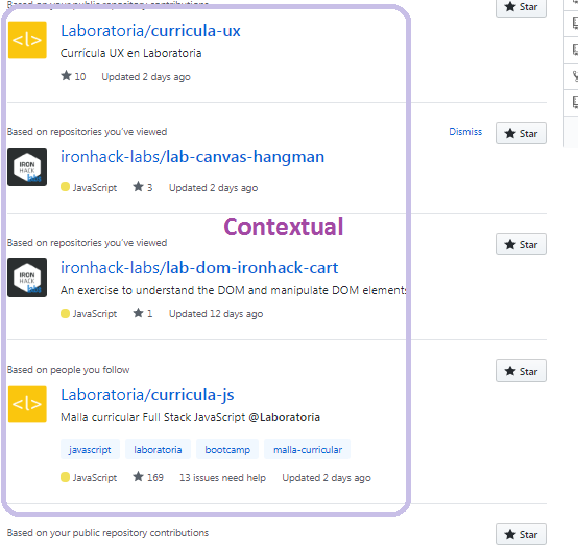 Based on your public repository contributions
Star
<l>
Laboratoria/curricula-ux
Currícula UX en Laboratoria
10 Updated 2 days ago
Based on repositories you've viewed
Dismiss
Star
IRON
HACK
labs
ironhack-labs/lab-canvas-hangman
JavaScript 3 Updated 2 days ago
Contextual
Based on repositories you've viewed
Star
IRON
HACK
labs
ironhack-labs/lab-dom-ironhack-cart
An exercise to understand the DOM and manipulate DOM elements
JavaScript 1 Updated 12 days ago
Based on people you follow
Star
<l>
Laboratoria/curricula-js
Malla curricular Full Stack JavaScript @Laboratoria
javascript laboratoria bootcamp malla-curricular
JavaScript 169 13 issues need help Updated 2 days ago
Based on your public repository contributions
Star